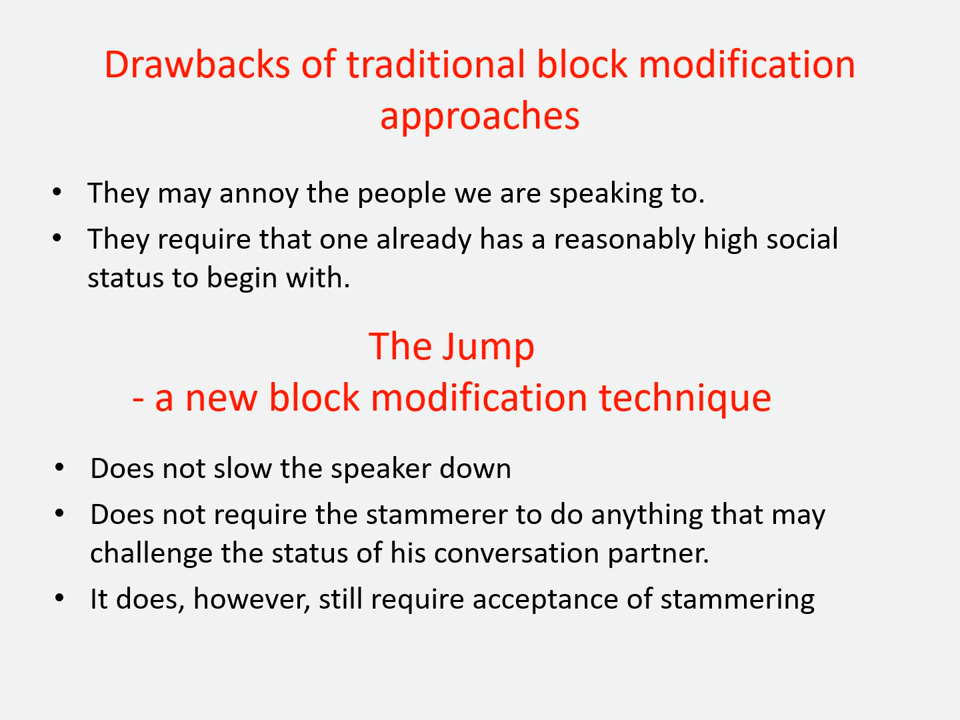 Drawbacks of traditional block modification
approaches
• They may annoy the people we are speaking to.
• They require that one already has a reasonably high social
status to begin with.
The Jump
- a new block modification technique
• Does not slow the speaker down
• Does not require the stammerer to do anything that may
challenge the status of his conversation partner.
• It does, however, still require acceptance of stammering